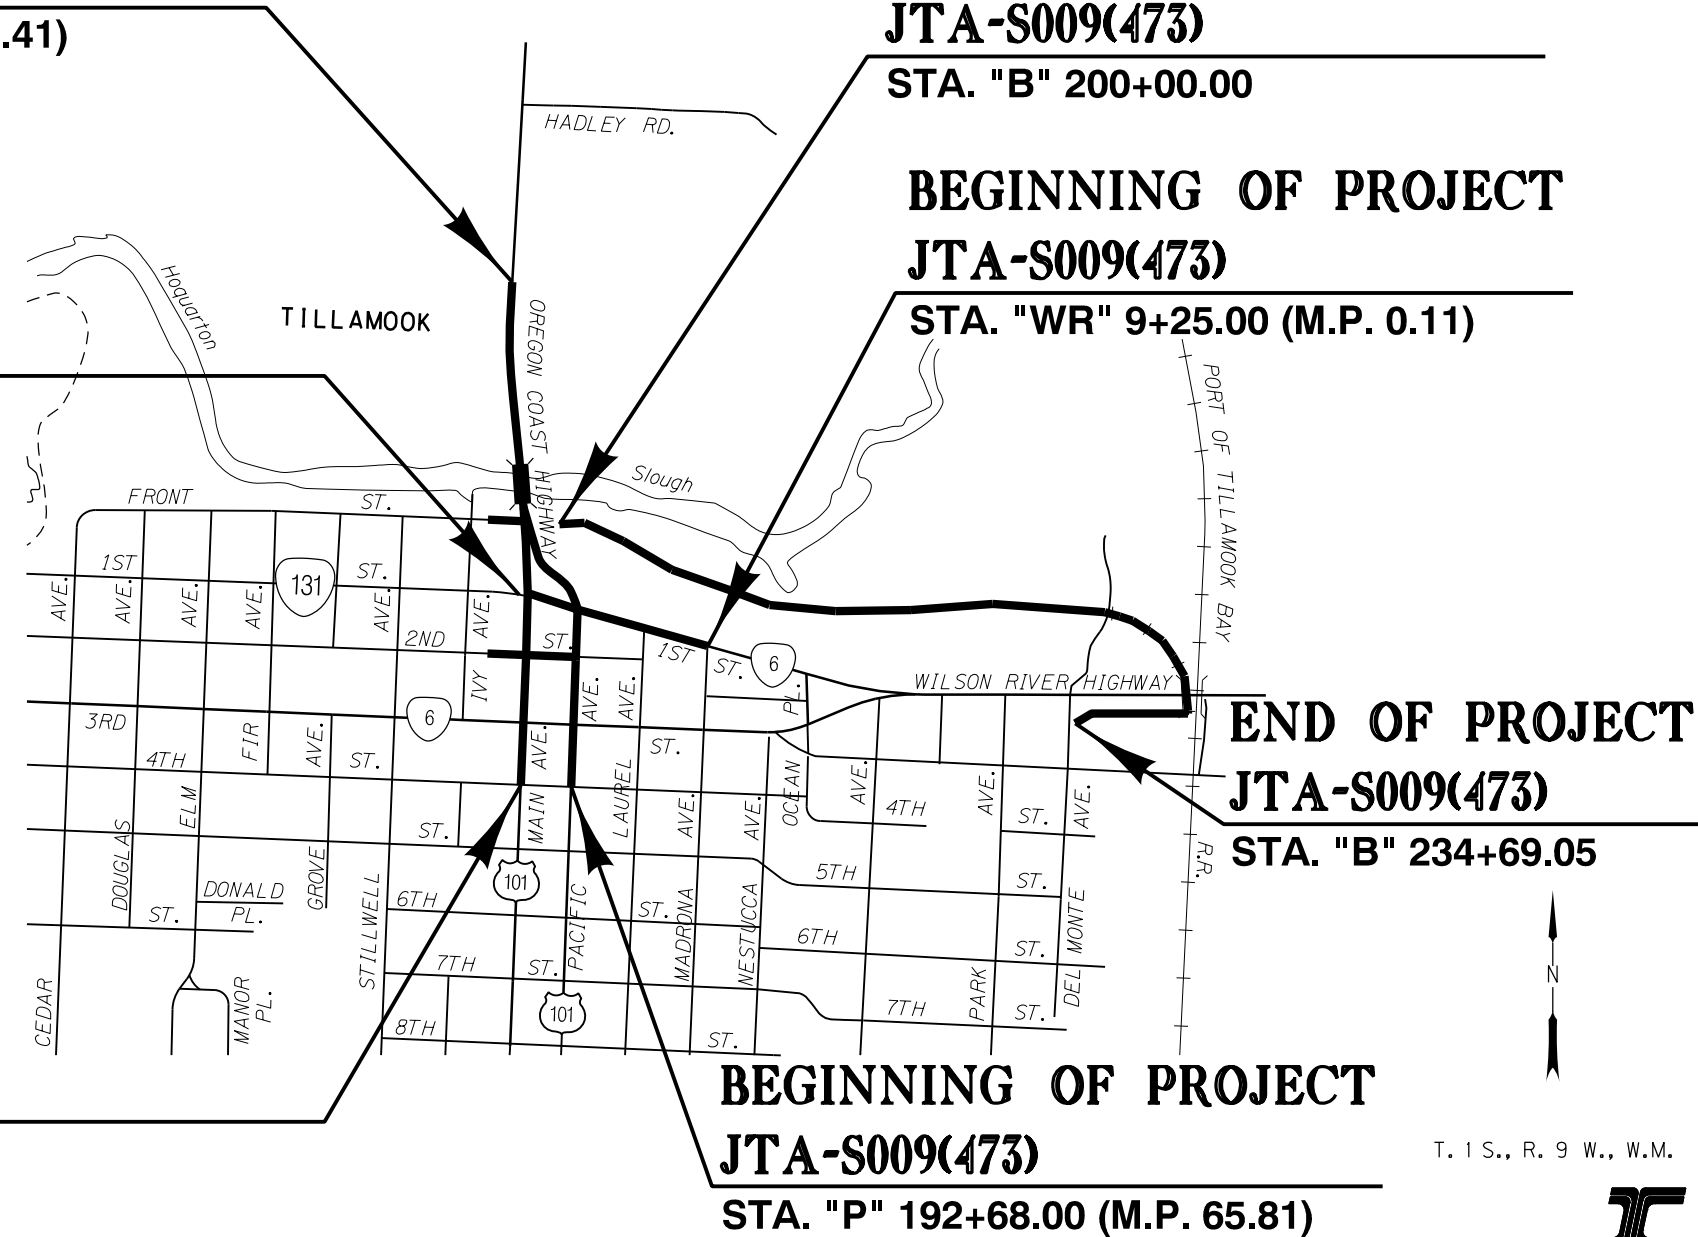 .41)
JTA-S009(473)
STA. "B" 200+00.00
HADLEY RD.
BEGINNING OF PROJECT
JTA-S009(473)
STA. "WR" 9+25.00 (M.P. 0.11)
Hoquarton
TILLAMOOK
OREGON COAST HIGHWAY
PORT OF TILLAMOOK BAY
R.R.
Slough
FRONT ST.
1ST ST.
131
AVE.
AVE.
AVE.
AVE.
AVE.
AVE.
2ND ST.
1ST ST.
6
WILSON RIVER HIGHWAY
IVY
AVE.
AVE.
PL.
3RD
6
ST.
END OF PROJECT
JTA-S009(473)
STA. "B" 234+69.05
FIR
AVE.
AVE.
4TH ST.
ELM
MAIN
LAUREL
AVE.
AVE.
OCEAN
AVE.
AVE.
AVE.
4TH ST.
ST.
DOUGLAS
GROVE
STILLWELL
101
5TH ST.
DONALD
PL.
ST.
6TH ST.
PACIFIC
MADRONA
NESTUCCA
6TH ST.
DEL MONTE
PARK
7TH ST.
7TH ST.
CEDAR
MANOR
PL.
101
8TH ST.
N
BEGINNING OF PROJECT
JTA-S009(473)
STA. "P" 192+68.00 (M.P. 65.81)
T. 1 S., R. 9 W., W.M.